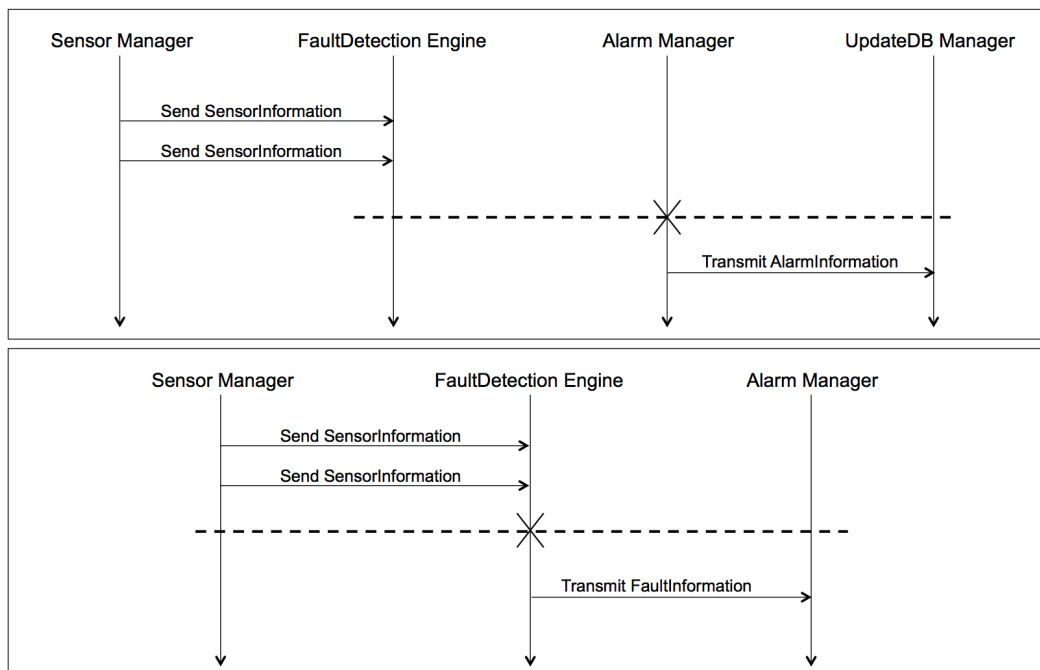 Sensor Manager FaultDetection Engine Alarm Manager UpdateDB Manager
Send SensorInformation
Send SensorInformation
Transmit AlarmInformation
Sensor Manager FaultDetection Engine Alarm Manager
Send SensorInformation
Send SensorInformation
Transmit FaultInformation